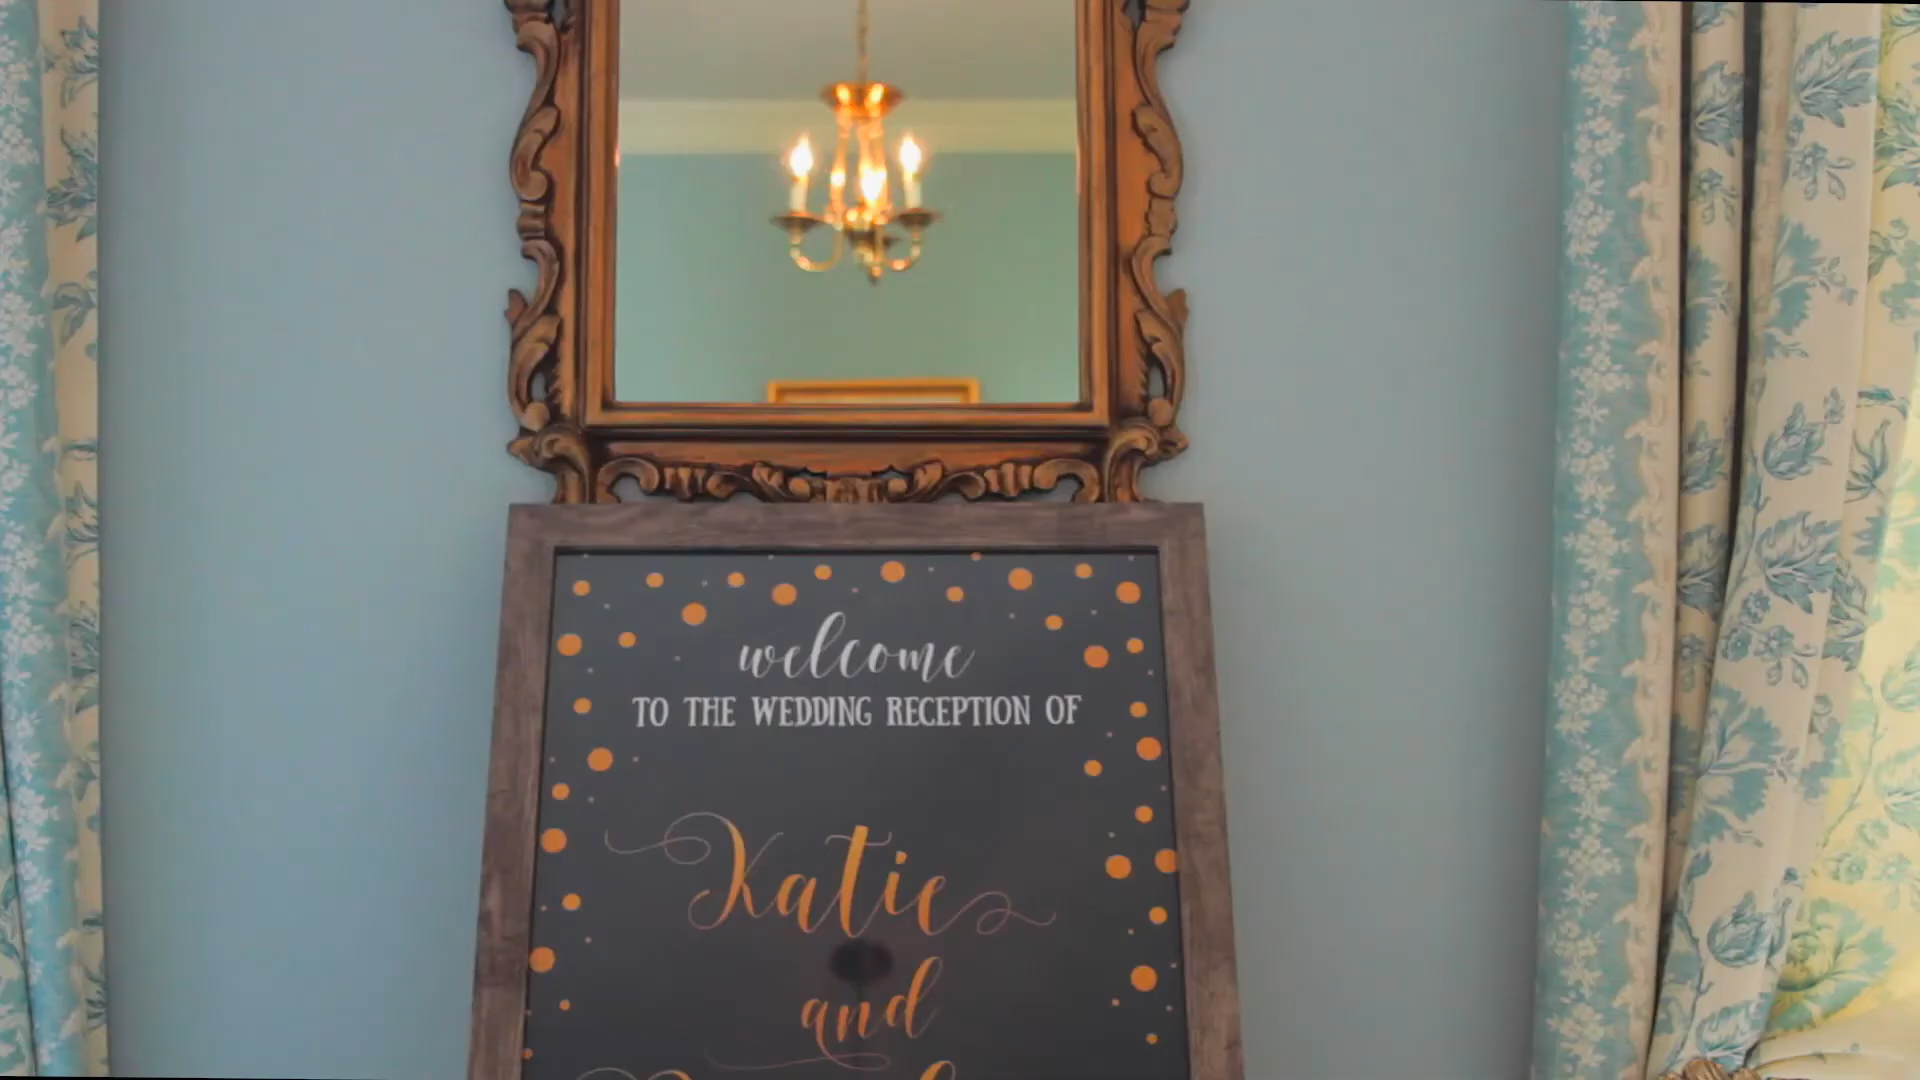 welcome
TO THE WEDDING RECEPTION OF
Katie
and